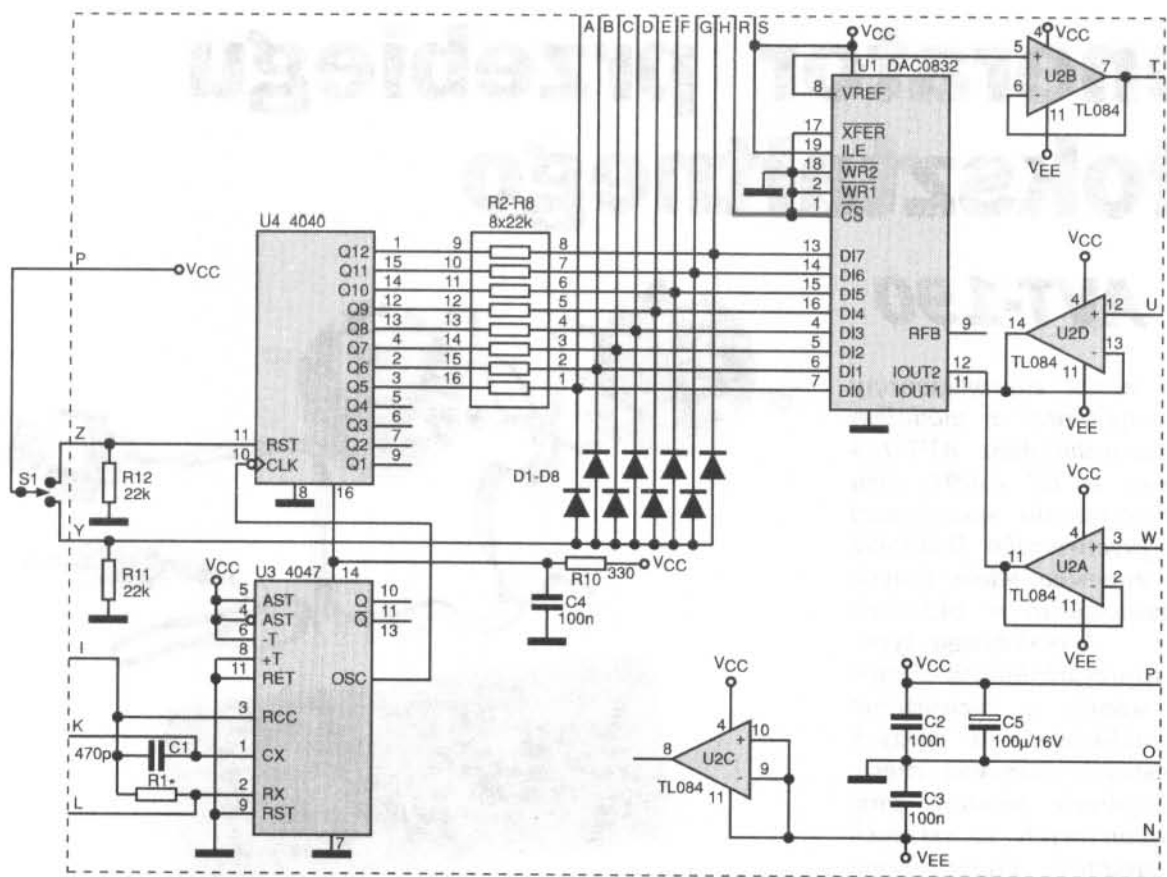 A B C D E F G H R S
VCC
U1 DAC0832
8 VREF
17 XFER
19 ILE
18 WR2
2 WR1
1 CS
13 DI7
14 DI6
15 DI5
16 DI4
4 DI3
5 DI2
6 DI1
7 DI0
RFB 9
IOUT2 12
IOUT1 11
4 VCC
5 +
6 -
U2B 7 T
TL084
11
VEE
VCC
4 12 U
+
14 U2D 13
-
TL084
11
VEE
VCC
4 3 W
+
11 U2A 2
-
TL084
11
VEE
P VCC
U4 4040
Q12 1
Q11 15
Q10 14
Q9 12
Q8 13
Q7 4
Q6 2
Q5 3
Q4 5
Q3 6
Q2 7
Q1 9
11 RST
10 CLK
8 16
R2-R8
8x22k
9 8
10 7
11 6
12 5
13 4
14 3
15 2
16 1
D1-D8
Z
S1
R12
22k
Y
R11
22k
R10 330 VCC
C4
100n
VCC
U3 4047 14
5 AST
4 AST
6 -T
8 +T
11 RET
3 RCC
1 CX
2 RX
9 RST
7
Q 10
Q 11
13
OSC
I
K
470p C1
R1*
L
VCC
4 10
+
8 U2C 9
-
TL084 11
VCC P
C2
100n
C5
100µ/16V
O
C3
100n
N
VEE
AVT-1